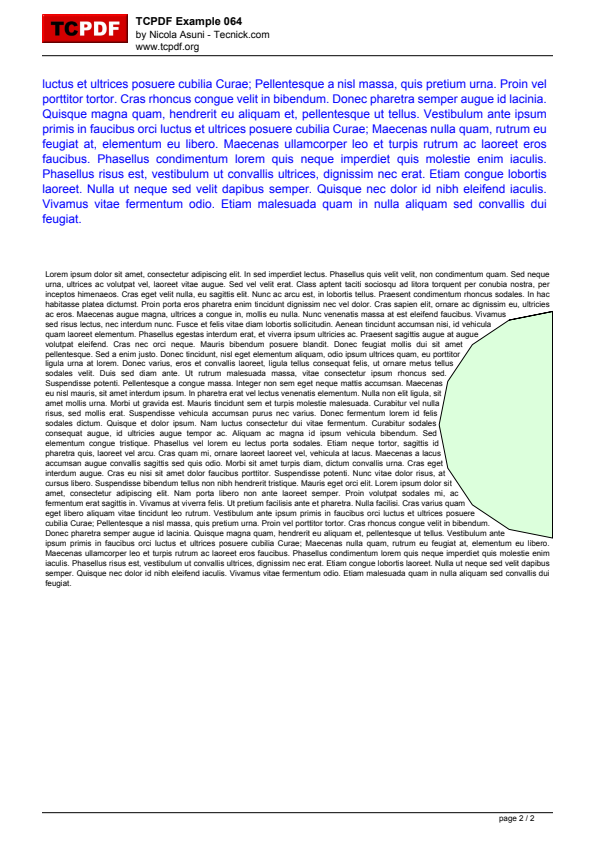 TCPDF
TCPDF Example 064
by Nicola Asuni - Tecnick.com
www.tcpdf.org
luctus et ultrices posuere cubilia Curae; Pellentesque a nisl massa, quis pretium urna. Proin vel
porttitor tortor. Cras rhoncus congue velit in bibendum. Donec pharetra semper augue id lacinia.
Quisque magna quam, hendrerit eu aliquam et, pellentesque ut tellus. Vestibulum ante ipsum
primis in faucibus orci luctus et ultrices posuere cubilia Curae; Maecenas nulla quam, rutrum eu
feugiat at, elementum eu libero. Maecenas ullamcorper leo et turpis rutrum ac laoreet eros
faucibus. Phasellus condimentum lorem quis neque imperdiet quis molestie enim iaculis.
Phasellus risus est, vestibulum ut convallis ultrices, dignissim nec erat. Etiam congue lobortis
laoreet. Nulla ut neque sed velit dapibus semper. Quisque nec dolor id nibh eleifend iaculis.
Vivamus vitae fermentum odio. Etiam malesuada quam in nulla aliquam sed convallis dui
feugiat.
Lorem ipsum dolor sit amet, consectetur adipiscing elit. In sed imperdiet lectus. Phasellus quis velit velit, non condimentum quam. Sed neque
urna, ultrices ac volutpat vel, laoreet vitae augue. Sed vel velit erat. Class aptent taciti sociosqu ad litora torquent per conubia nostra, per
inceptos himenaeos. Cras eget velit nulla, eu sagittis elit. Nunc ac arcu est, in lobortis tellus. Praesent condimentum rhoncus sodales. In hac
habitasse platea dictumst. Proin porta eros pharetra enim tincidunt dignissim nec vel dolor. Cras sapien elit, ornare ac dignissim eu, ultricies
ac eros. Maecenas augue magna, ultrices a congue in, mollis eu nulla. Nunc venenatis massa at est eleifend faucibus. Vivamus
sed risus lectus, nec interdum nunc. Fusce et felis vitae diam lobortis sollicitudin. Aenean tincidunt accumsan nisi, id vehicula
quam laoreet elementum. Phasellus egestas interdum erat, et viverra ipsum ultricies ac. Praesent sagittis augue at augue
volutpat eleifend. Cras nec orci neque. Mauris bibendum posuere blandit. Donec feugiat mollis dui sit amet
pellentesque. Sed a enim justo. Donec tincidunt, nisl eget elementum aliquam, odio ipsum ultrices quam, eu porttitor
ligula urna at lorem. Donec varius, eros et convallis laoreet, ligula tellus consequat felis, ut ornare metus tellus
sodales velit. Duis sed diam ante. Ut rutrum malesuada massa, vitae consectetur ipsum rhoncus sed.
Suspendisse potenti. Pellentesque a congue massa. Integer non sem eget neque mattis accumsan. Maecenas
eu nisl mauris, sit amet interdum ipsum. In pharetra erat vel lectus venenatis elementum. Nulla non elit ligula, sit
amet mollis urna. Morbi ut gravida est. Mauris tincidunt sem et turpis molestie malesuada. Curabitur vel nulla
risus, sed mollis erat. Suspendisse vehicula accumsan purus nec varius. Donec fermentum lorem id felis
sodales dictum. Quisque et dolor ipsum. Nam luctus consectetur dui vitae fermentum. Curabitur sodales
consequat augue, id ultricies augue tempor ac. Aliquam ac magna id ipsum vehicula bibendum. Sed
elementum congue tristique. Phasellus vel lorem eu lectus porta sodales. Etiam neque tortor, sagittis id
pharetra quis, laoreet vel arcu. Cras quam mi, ornare laoreet laoreet vel, vehicula at lacus. Maecenas a lacus
accumsan augue convallis sagittis sed quis odio. Morbi sit amet turpis diam, dictum convallis urna. Cras eget
interdum augue. Cras eu nisi sit amet dolor faucibus porttitor. Suspendisse potenti. Nunc vitae dolor risus, at
cursus libero. Suspendisse bibendum tellus non nibh hendrerit tristique. Mauris eget orci elit. Lorem ipsum dolor sit
amet, consectetur adipiscing elit. Nam porta libero non ante laoreet semper. Proin volutpat sodales mi, ac
fermentum erat sagittis in. Vivamus at viverra felis. Ut pretium facilisis ante et pharetra. Nulla facilisi. Cras varius quam
eget libero aliquam vitae tincidunt leo rutrum. Vestibulum ante ipsum primis in faucibus orci luctus et ultrices posuere
cubilia Curae; Pellentesque a nisl massa, quis pretium urna. Proin vel porttitor tortor. Cras rhoncus congue velit in bibendum.
Donec pharetra semper augue id lacinia. Quisque magna quam, hendrerit eu aliquam et, pellentesque ut tellus. Vestibulum ante
ipsum primis in faucibus orci luctus et ultrices posuere cubilia Curae; Maecenas nulla quam, rutrum eu feugiat at, elementum eu libero.
Maecenas ullamcorper leo et turpis rutrum ac laoreet eros faucibus. Phasellus condimentum lorem quis neque imperdiet quis molestie enim
iaculis. Phasellus risus est, vestibulum ut convallis ultrices, dignissim nec erat. Etiam congue lobortis laoreet. Nulla ut neque sed velit dapibus
semper. Quisque nec dolor id nibh eleifend iaculis. Vivamus vitae fermentum odio. Etiam malesuada quam in nulla aliquam sed convallis dui
feugiat.
page 2 / 2